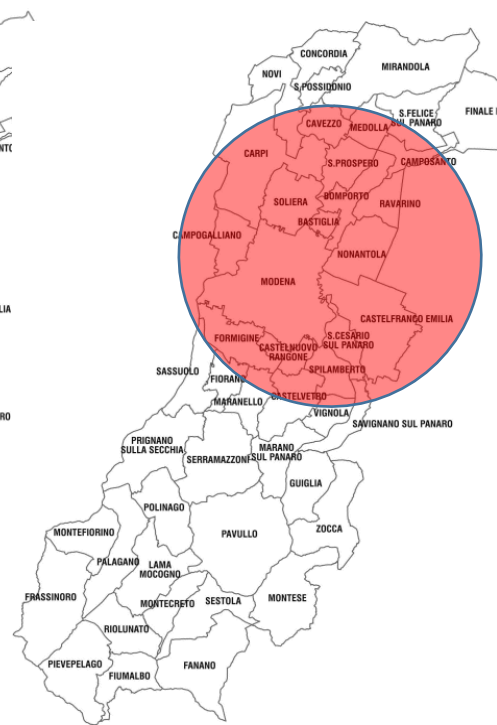 CONCORDIA
MIRANDOLA
NOVI
S.POSSIDONIO
S.FELICE
SUL PANARO
FINALE E
CAVEZZO
MEDOLLA
NTO
CARPI
S.PROSPERO
CAMPOSANTO
BOMPORTO
SOLIERA
RAVARINO
BASTIGLIA
CAMPOGALLIANO
NONANTOLA
MODENA
LIA
CASTELFRANCO EMILIA
FORMIGINE
S.CESARIO
SUL PANARO
CASTELNUOVO
RANGONE
SASSUOLO
SPILAMBERTO
FIORANO
CASTELVETRO
MARANELLO
VIGNOLA
RO
SAVIGNANO SUL PANARO
PRIGNANO
SULLA SECCHIA
SERRAMAZZONI
MARANO
SUL PANARO
GUIGLIA
POLINAGO
ZOCCA
MONTEFIORINO
PAVULLO
PALAGANO
LAMA
MOCOGNO
FRASSINORO
MONTECRETO
SESTOLA
MONTESE
RIOLUNATO
PIEVEPELAGO
FANANO
FIUMALBO